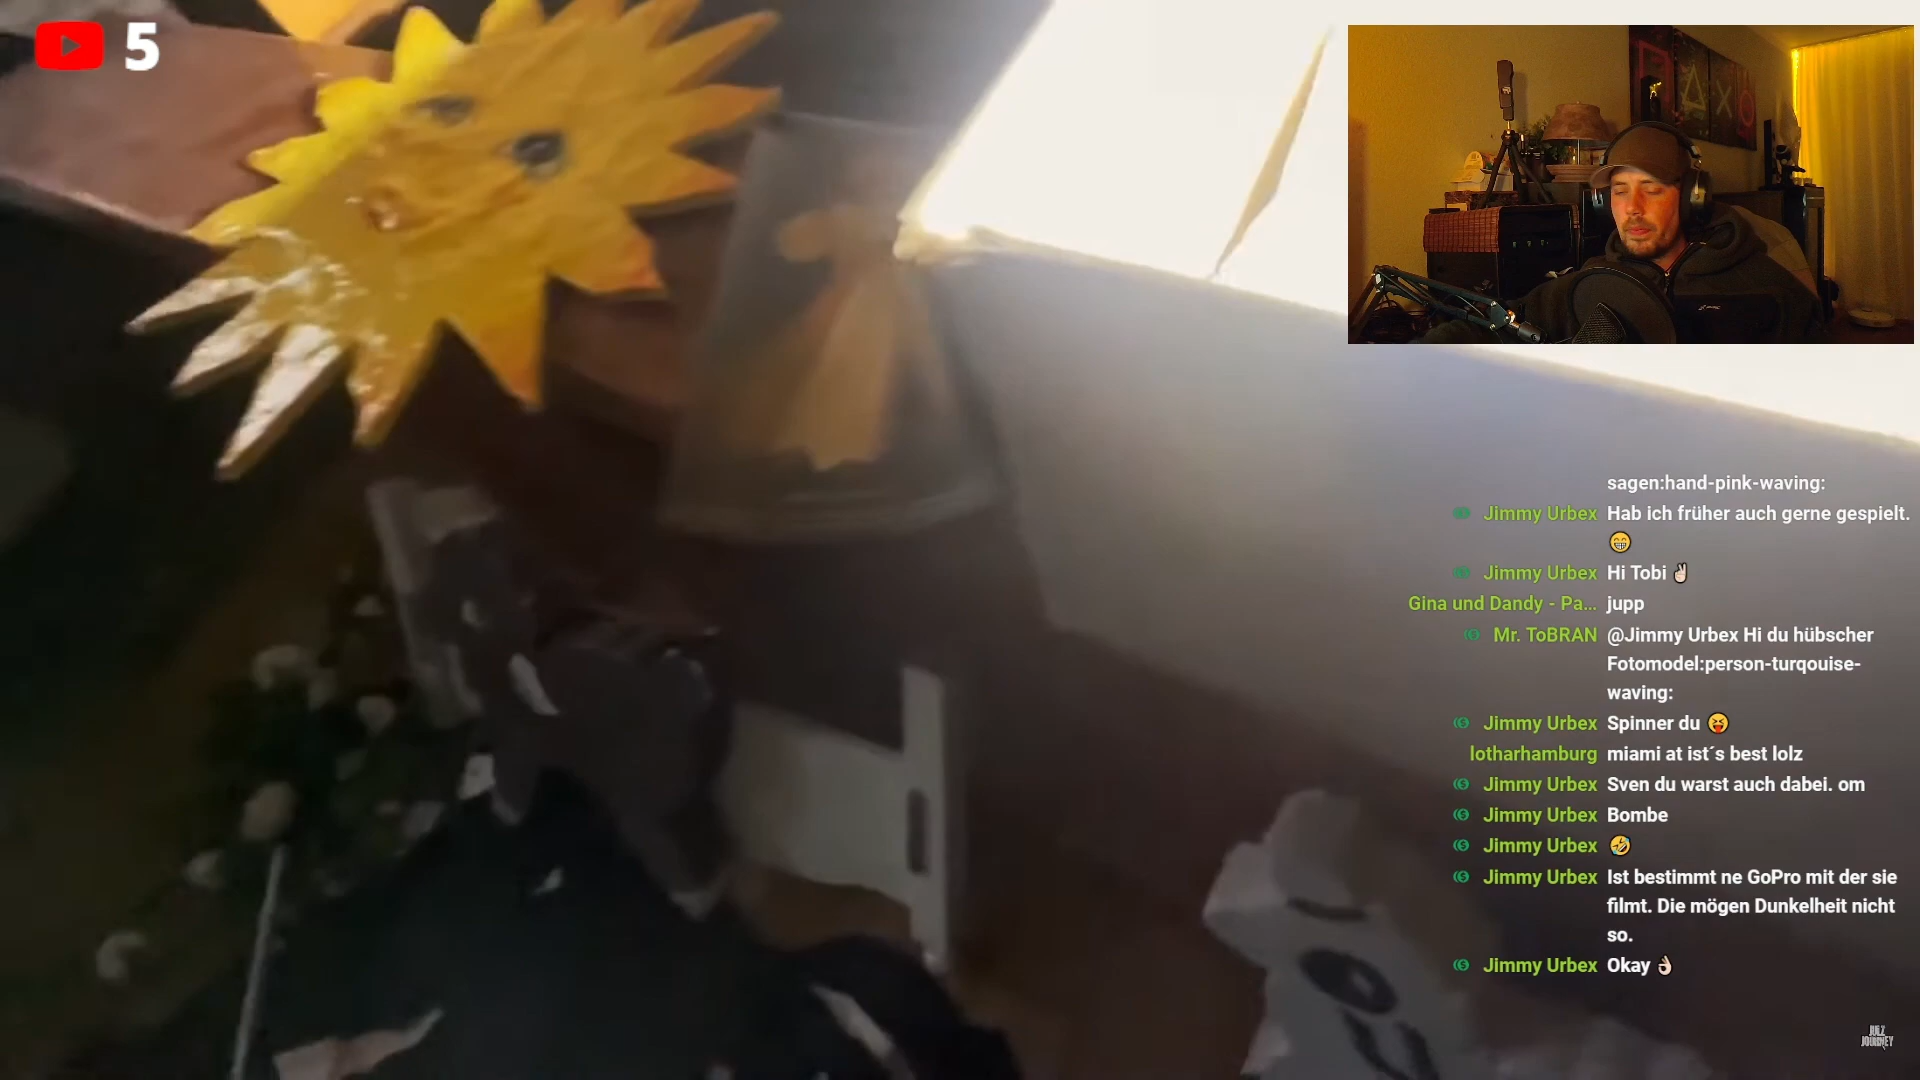 5
sagen:hand-pink-waving:
Jimmy Urbex Hab ich früher auch gerne gespielt.
😁
Jimmy Urbex Hi Tobi ✌🏻
Gina und Dandy - Pa... jupp
Mr. ToBRAN @Jimmy Urbex Hi du hübscher
Fotomodel:person-turqouise-
waving:
Jimmy Urbex Spinner du 😝
lotharhamburg miami at ist´s best lolz
Jimmy Urbex Sven du warst auch dabei. om
Jimmy Urbex Bombe
Jimmy Urbex 🤣
Jimmy Urbex Ist bestimmt ne GoPro mit der sie
filmt. Die mögen Dunkelheit nicht
so.
Jimmy Urbex Okay 👌🏻
JULZ
JOURNEY